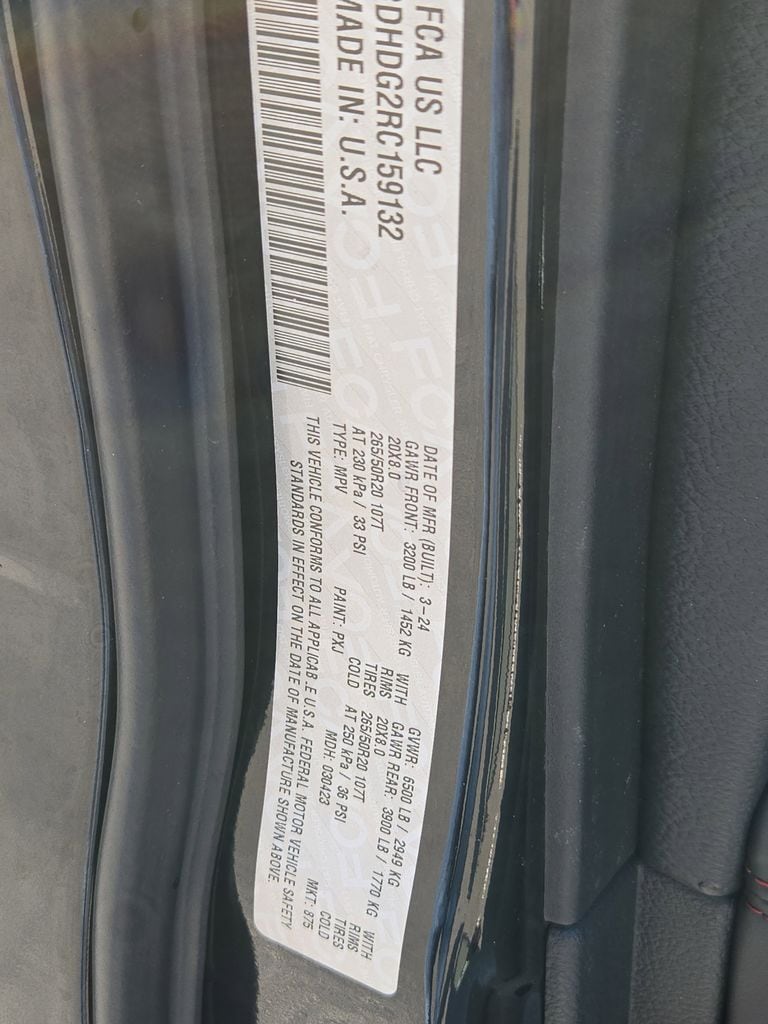 FCA US LLC
DHDG2RC159132
MADE IN: U.S.A.
DATE OF MFR (BUILT): 3-24
GVWR: 6500 LB / 2949 KG
GAWR FRONT: 3200 LB / 1452 KG WITH
GAWR REAR: 3900 LB / 1770 KG WITH
20X8.0 RIMS
20X8.0 RIMS
265/50R20 107T TIRES
265/50R20 107T TIRES
AT 230 kPa / 33 PSI COLD
AT 250 kPa / 36 PSI COLD
TYPE: MPV PAINT: PXJ MDH: 030423 MKT: 875
THIS VEHICLE CONFORMS TO ALL APPLICAB.E U.S.A. FEDERAL MOTOR VEHICLE SAFETY
STANDARDS IN EFFECT ON THE DATE OF MANUFACTURE SHOWN ABOVE.